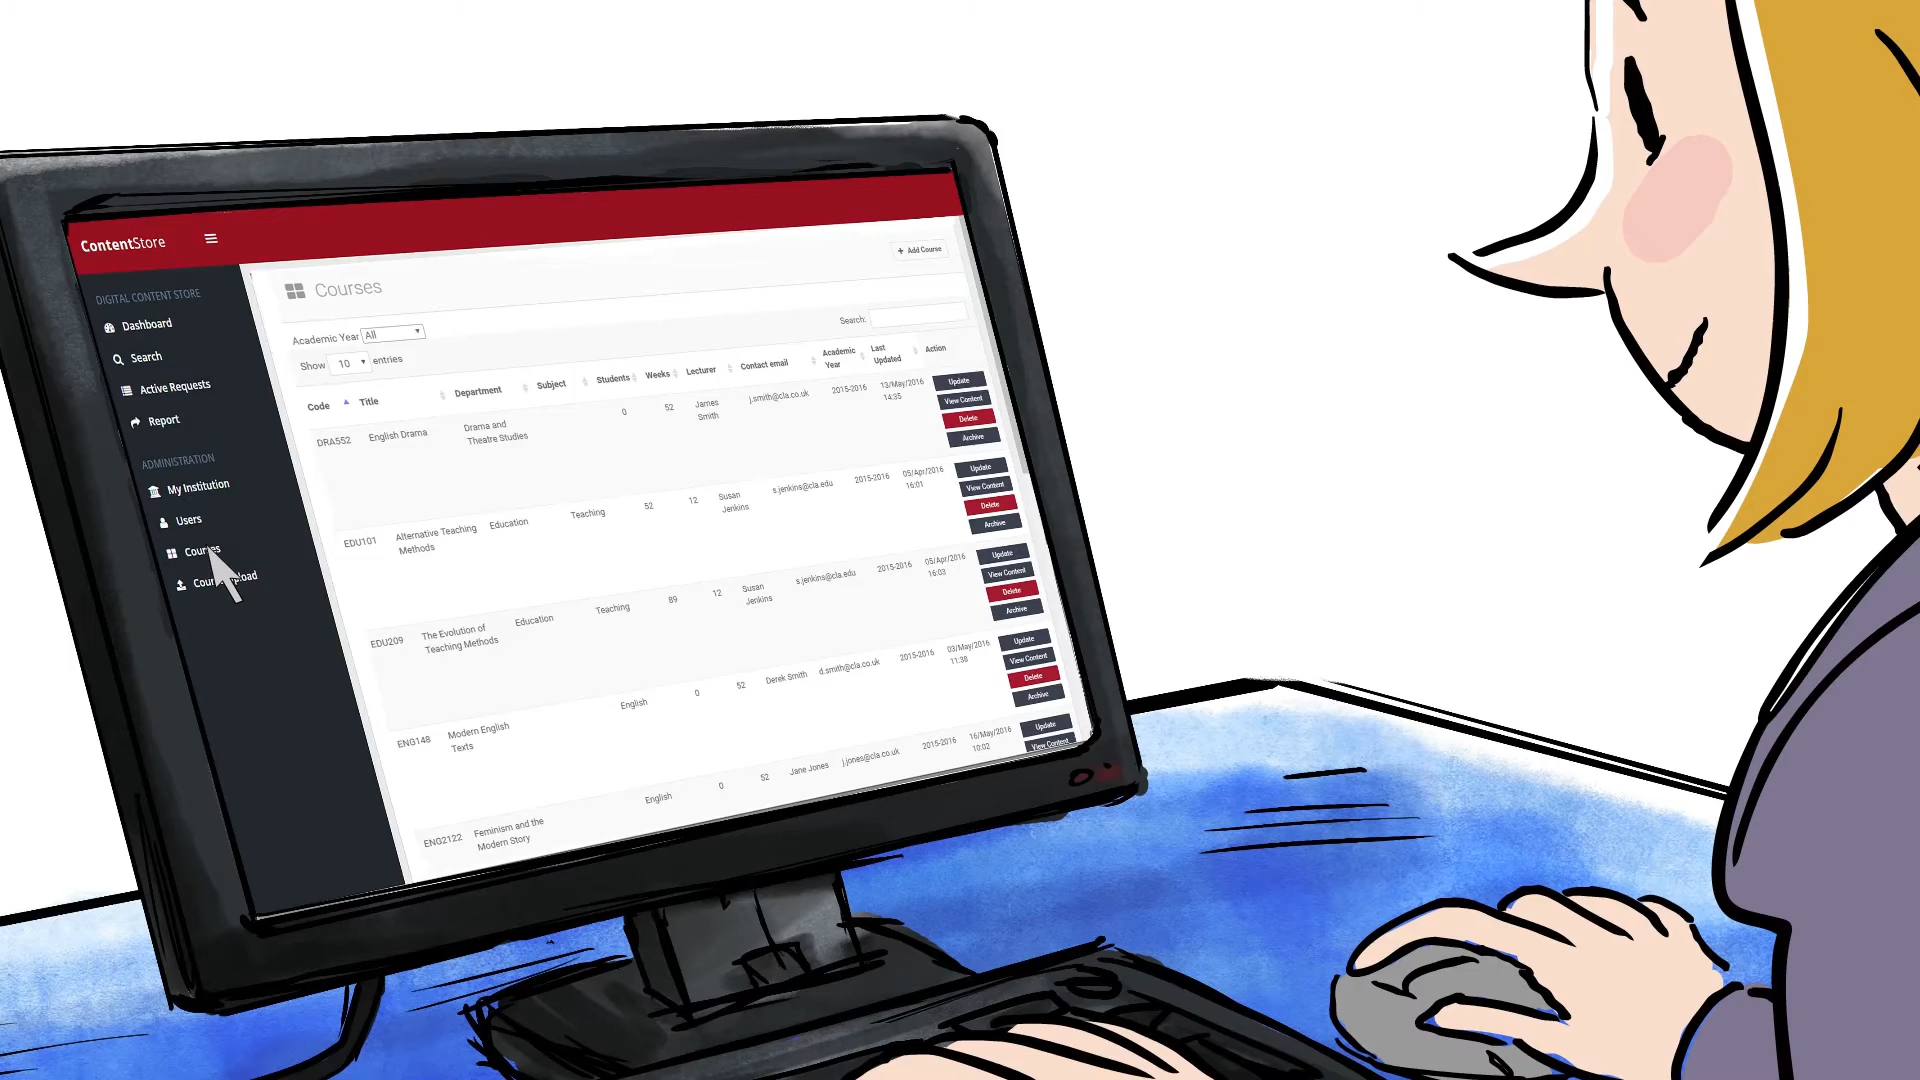 ContentStore
DIGITAL CONTENT STORE
Dashboard
Search
Active Requests
Report
ADMINISTRATION
My Institution
Users
Courses
+ Add Course
Courses
Academic Year All
Search:
Show 10 entries
Code Title Department Subject Students Weeks Lecturer Contact email Academic Year Last Updated Action
DRA552 English Drama Drama and Theatre Studies 0 52 James Smith j.smith@cla.co.uk 2015-2016 13/May/2016 14:35
Update
View Content
Delete
Archive
EDU101 Alternative Teaching Methods Education Teaching 52 12 Susan Jenkins s.jenkins@cla.edu 2015-2016 05/Apr/2016 16:01
Update
View Content
Delete
Archive
EDU209 The Evolution of Teaching Methods Education Teaching 89 12 Susan Jenkins s.jenkins@cla.edu 2015-2016 05/Apr/2016 16:03
Update
View Content
Delete
Archive
ENG148 Modern English Texts English 0 52 Derek Smith d.smith@cla.co.uk 2015-2016 03/May/2016 11:38
Update
View Content
Delete
Archive
ENG2122 Feminism and the Modern Story English 0 52 Jane Jones j.jones@cla.co.uk 2015-2016 16/May/2016 10:02
Update
View Content